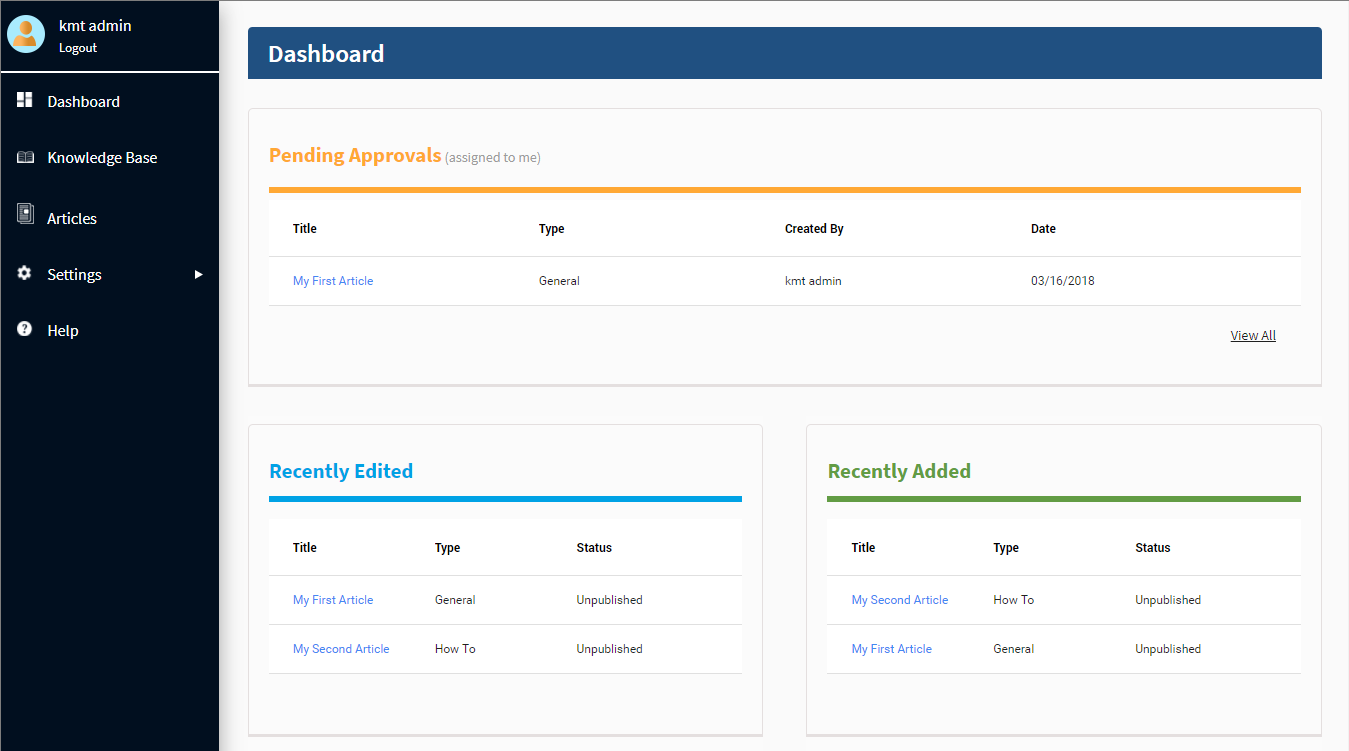 kmt admin
Logout
Dashboard
Knowledge Base
Articles
Settings
Help
Dashboard
Pending Approvals (assigned to me)
Title Type Created By Date
My First Article General kmt admin 03/16/2018
View All
Recently Edited
Title Type Status
My First Article General Unpublished
My Second Article How To Unpublished
Recently Added
Title Type Status
My Second Article How To Unpublished
My First Article General Unpublished